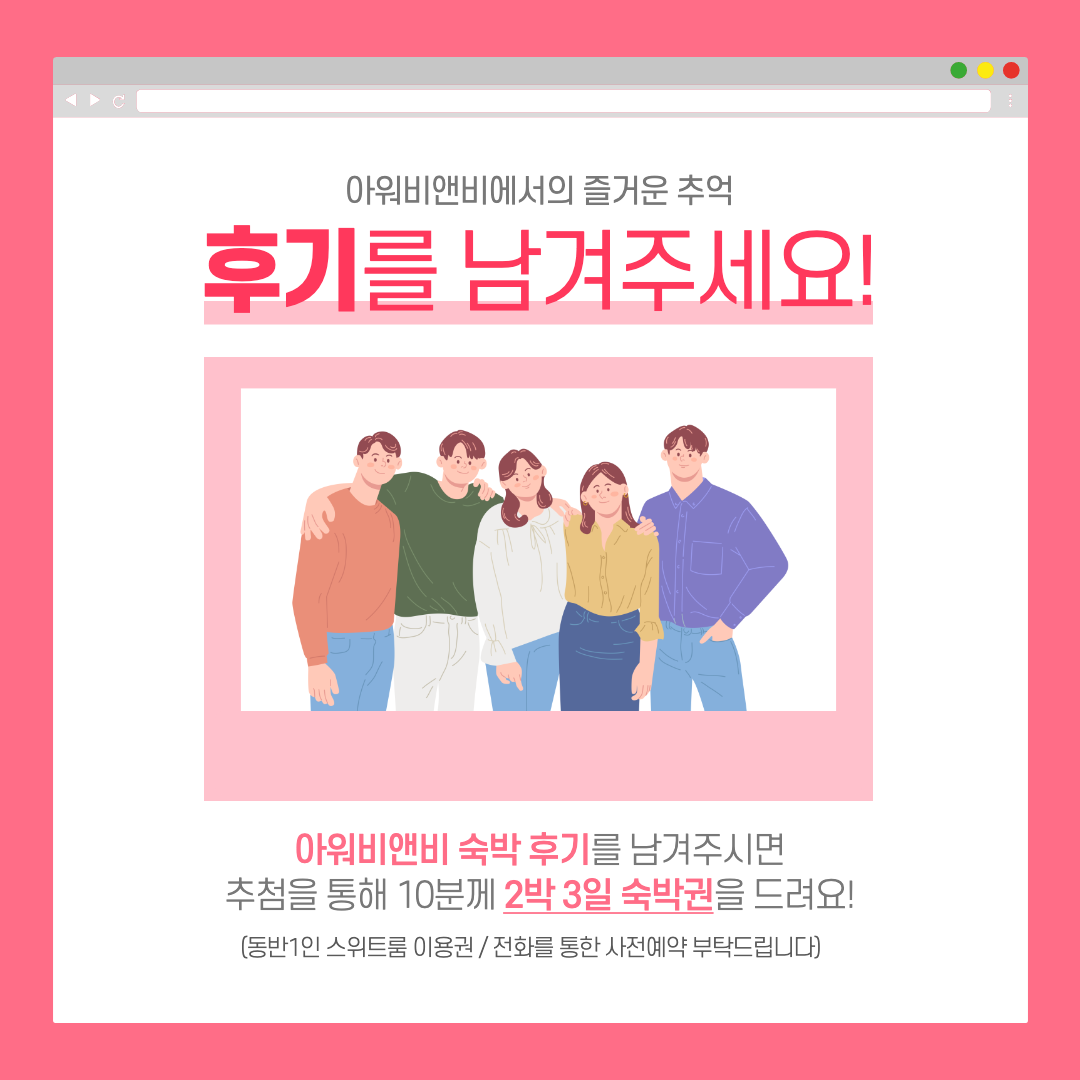 아워비앤비에서의 즐거운 추억
후기를 남겨주세요!
아워비앤비 숙박 후기를 남겨주시면
추첨을 통해 10분께 2박 3일 숙박권을 드려요!
(동반1인 스위트룸 이용권 / 전화를 통한 사전예약 부탁드립니다)